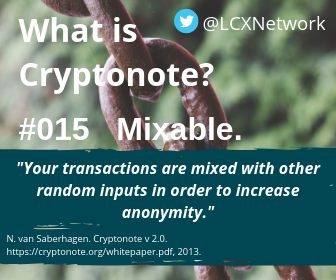 What is
@LCXNetwork
Cryptonote?
#015 Mixable.
"Your transactions are mixed with other
random inputs in order to increase
anonymity."
N. van Saberhagen. Cryptonote v 2.0.
https://cryptonote.org/whitepaper.pdf, 2013.